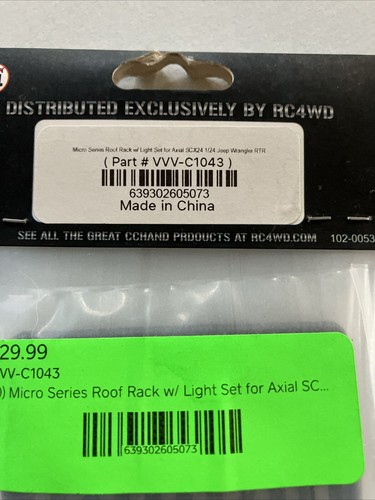 DISTRIBUTED EXCLUSIVELY BY RC4WD
Micro Series Roof Rack w/ Light Set for Axial SCX24 1/24 Jeep Wrangler RTR
( Part # VVV-C1043 )
639302605073
Made in China
SEE ALL THE GREAT CCHAND PRODUCTS AT RC4WD.COM 102-0053
29.99
VV-C1043
) Micro Series Roof Rack w/ Light Set for Axial SC...
639302605073